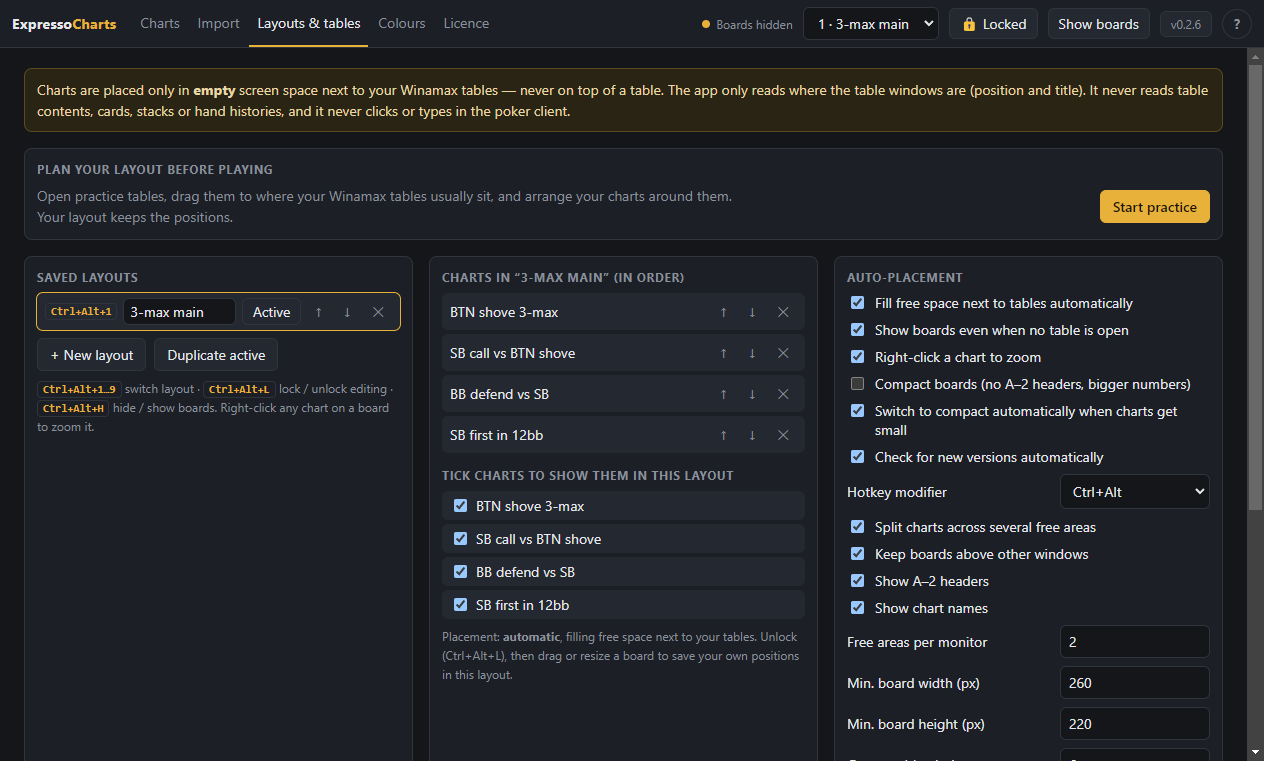 ExpressoCharts Charts Import Layouts & tables Colours Licence Boards hidden 1 · 3-max main Locked Show boards v0.2.6 ?
Charts are placed only in empty screen space next to your Winamax tables — never on top of a table. The app only reads where the table windows are (position and title). It never reads table
contents, cards, stacks or hand histories, and it never clicks or types in the poker client.
PLAN YOUR LAYOUT BEFORE PLAYING
Open practice tables, drag them to where your Winamax tables usually sit, and arrange your charts around them.
Your layout keeps the positions.
Start practice
SAVED LAYOUTS
Ctrl+Alt+1 3-max main Active ↑ ↓ ×
+ New layout Duplicate active
Ctrl+Alt+1…9 switch layout · Ctrl+Alt+L lock / unlock editing ·
Ctrl+Alt+H hide / show boards. Right-click any chart on a board
to zoom it.
CHARTS IN “3-MAX MAIN” (IN ORDER)
BTN shove 3-max ↑ ↓ ×
SB call vs BTN shove ↑ ↓ ×
BB defend vs SB ↑ ↓ ×
SB first in 12bb ↑ ↓ ×
TICK CHARTS TO SHOW THEM IN THIS LAYOUT
BTN shove 3-max
SB call vs BTN shove
BB defend vs SB
SB first in 12bb
Placement: automatic, filling free space next to your tables. Unlock
(Ctrl+Alt+L), then drag or resize a board to save your own positions
in this layout.
AUTO-PLACEMENT
Fill free space next to tables automatically
Show boards even when no table is open
Right-click a chart to zoom
Compact boards (no A–2 headers, bigger numbers)
Switch to compact automatically when charts get
small
Check for new versions automatically
Hotkey modifier Ctrl+Alt
Split charts across several free areas
Keep boards above other windows
Show A–2 headers
Show chart names
Free areas per monitor 2
Min. board width (px) 260
Min. board height (px) 220